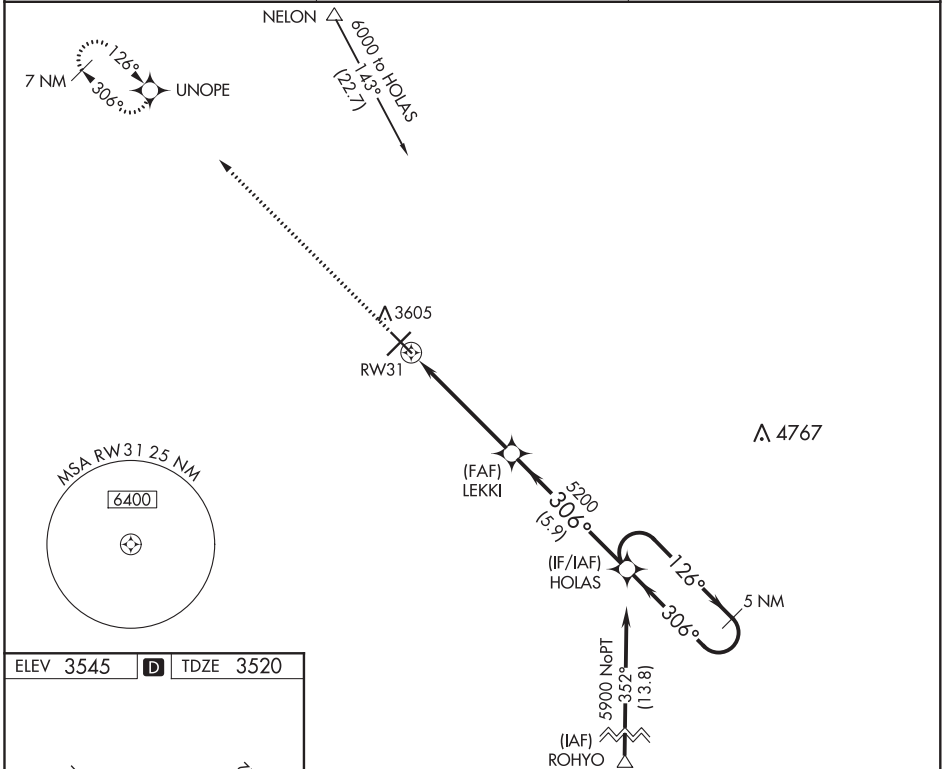 NELON
6000 to HOLAS
143°
(22.7)
126°
7 NM
306°
UNOPE
3605
RW31
4767
MSA RW31 25 NM
6400
(FAF)
LEKKI
5200
306°
(5.9)
(IF/IAF)
HOLAS
126°
5 NM
306°
5900 NoPT
352°
(13.8)
(IAF)
ROHYO
ELEV 3545 D TDZE 3520